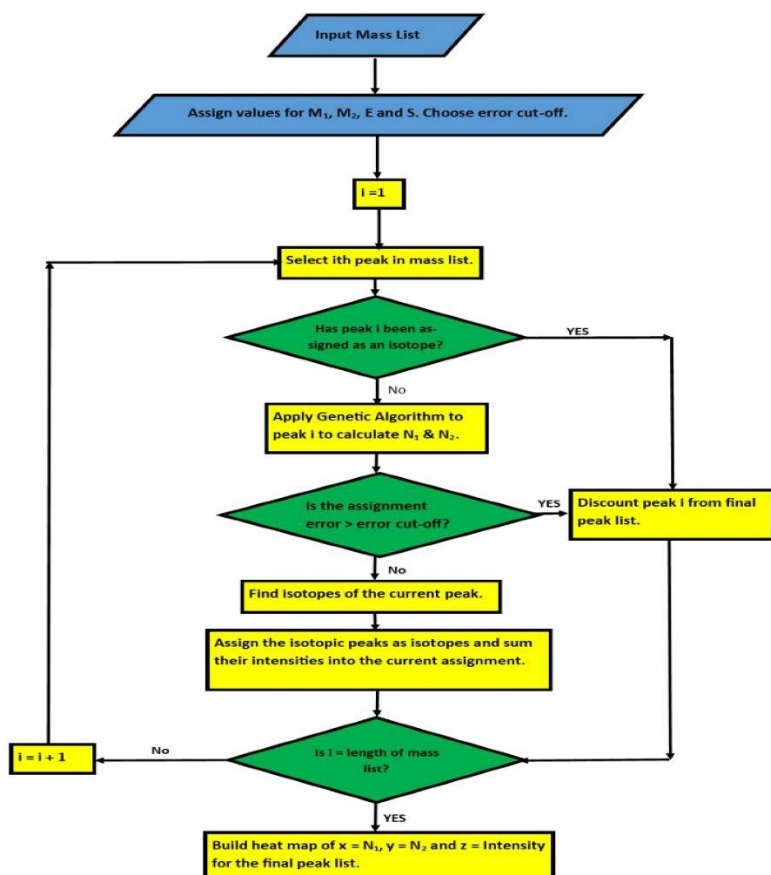 Input Mass List
Assign values for M₁, M₂, E and S. Choose error cut-off.
i =1
Select ith peak in mass list.
Has peak i been as-
signed as an isotope?
YES
No
Apply Genetic Algorithm to
peak i to calculate N₁ & N₂.
Is the assignment
error > error cut-off?
YES
Discount peak i from final
peak list.
No
Find isotopes of the current peak.
Assign the isotopic peaks as isotopes and sum
their intensities into the current assignment.
Is i = length of mass
list?
No
i = i + 1
YES
Build heat map of x = N₁, y = N₂ and z = Intensity
for the final peak list.